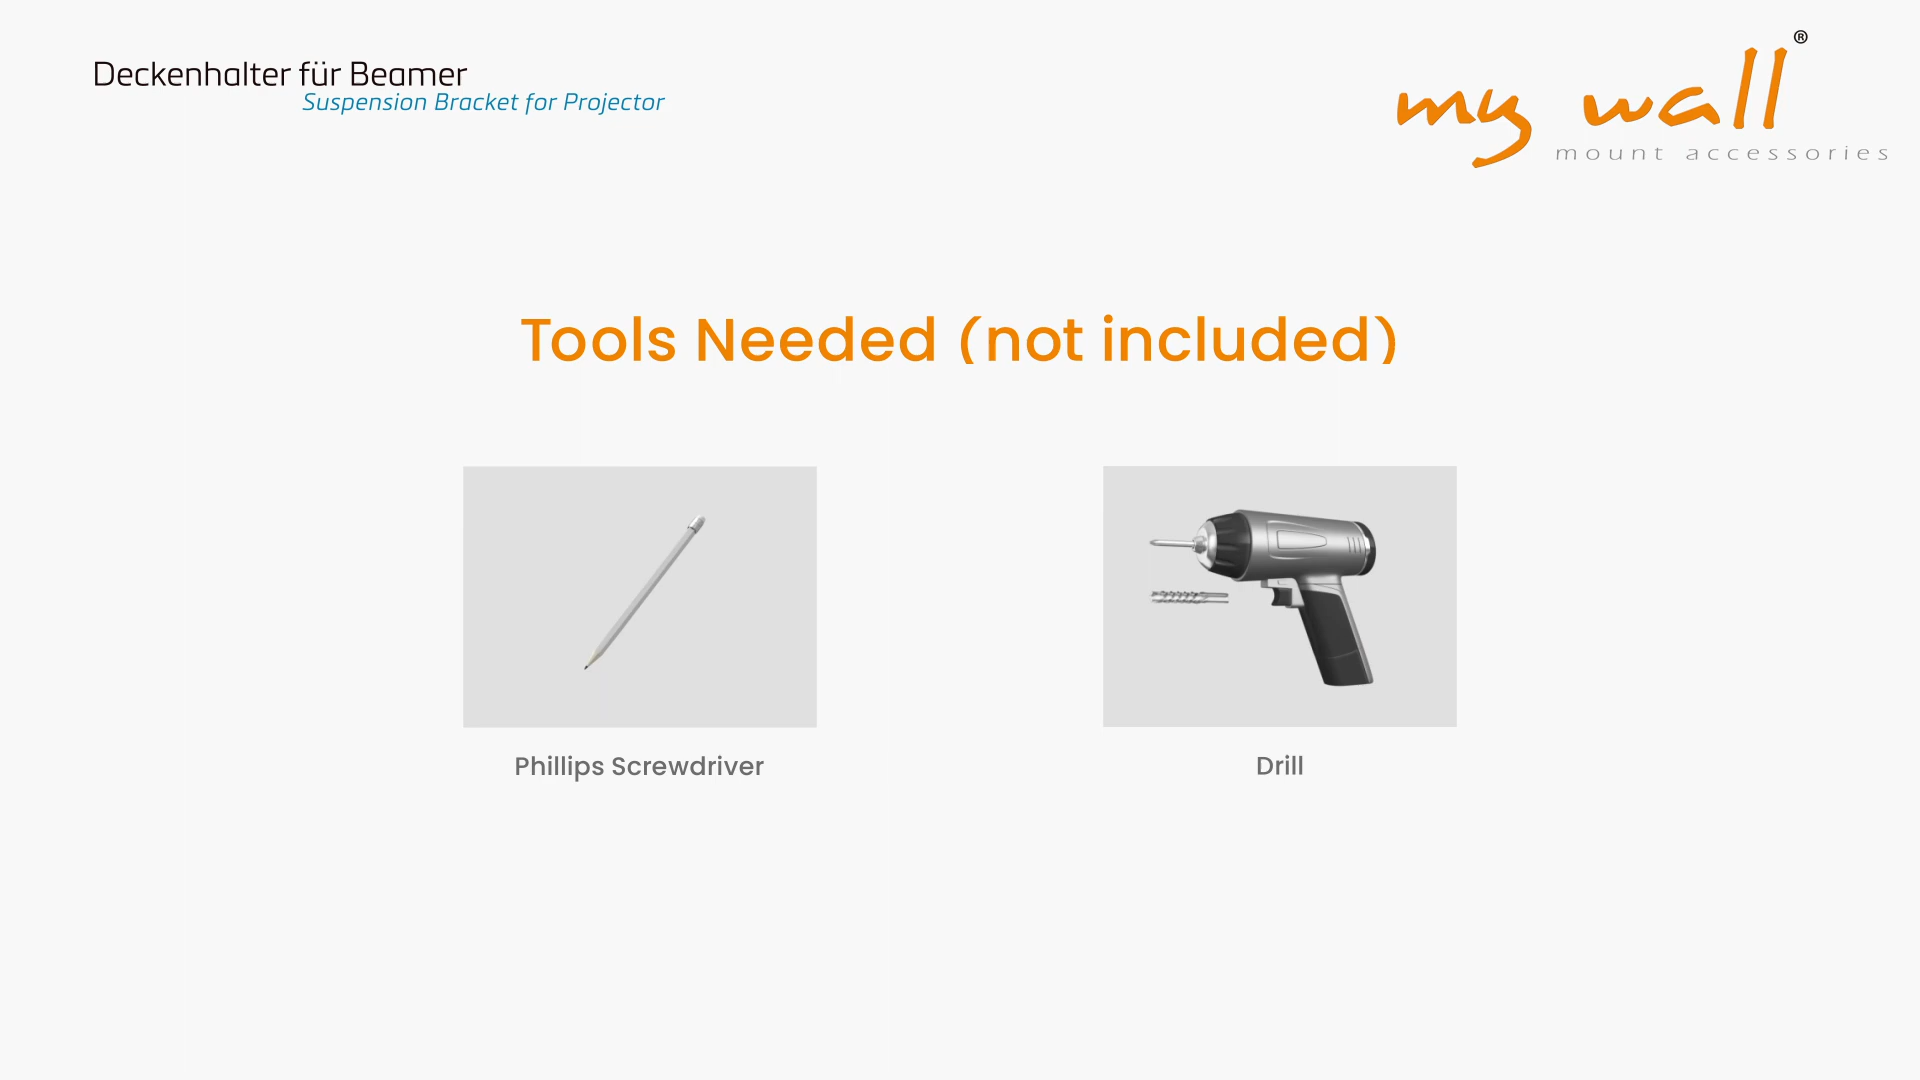 Deckenhalter für Beamer
Suspension Bracket for Projector
my wall®
mount accessories
Tools Needed (not included)
Phillips Screwdriver
Drill